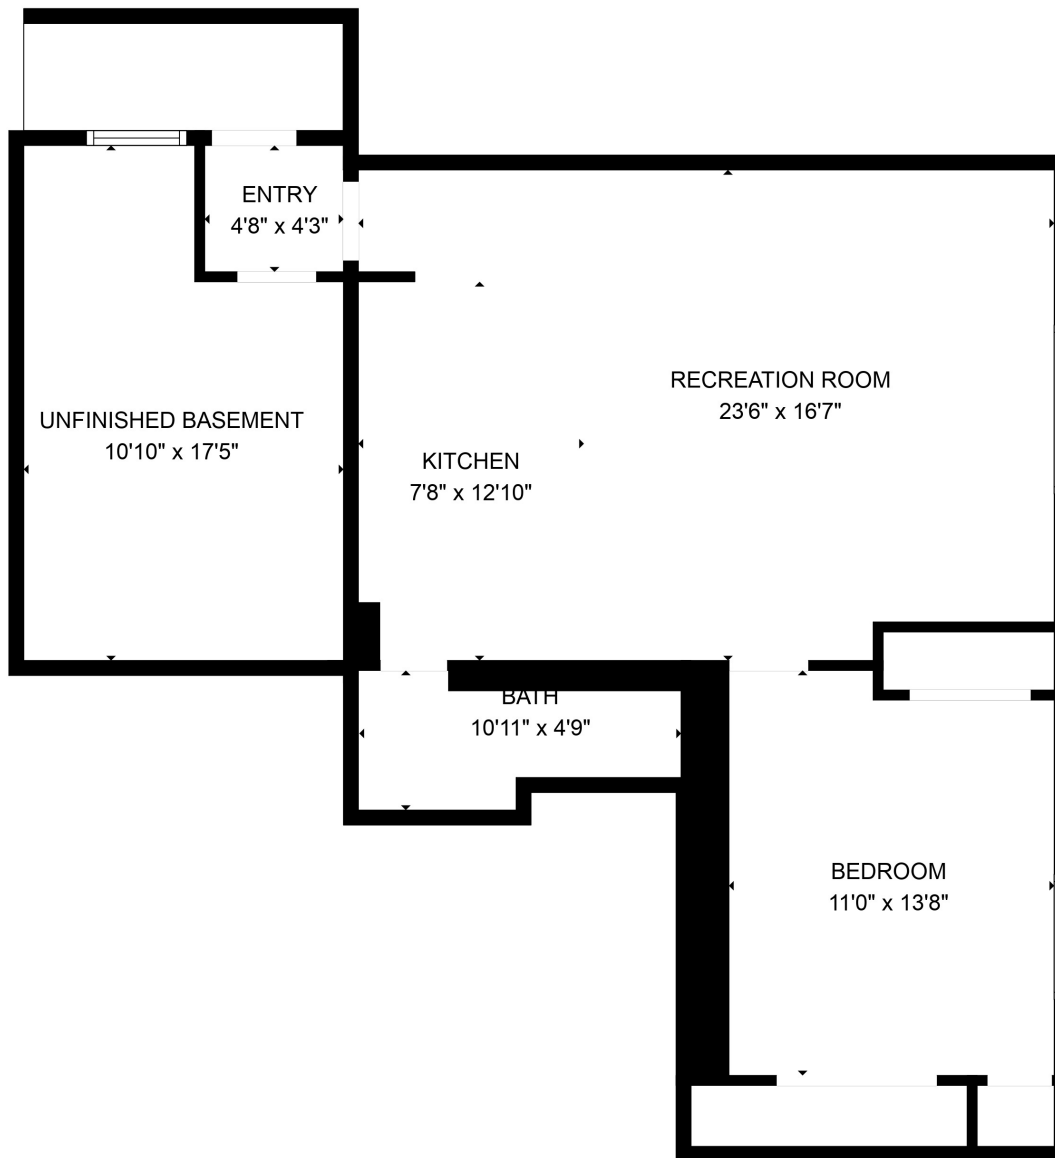 ENTRY
4'8" x 4'3"
RECREATION ROOM
23'6" x 16'7"
UNFINISHED BASEMENT
10'10" x 17'5"
KITCHEN
7'8" x 12'10"
BATH
10'11" x 4'9"
BEDROOM
11'0" x 13'8"